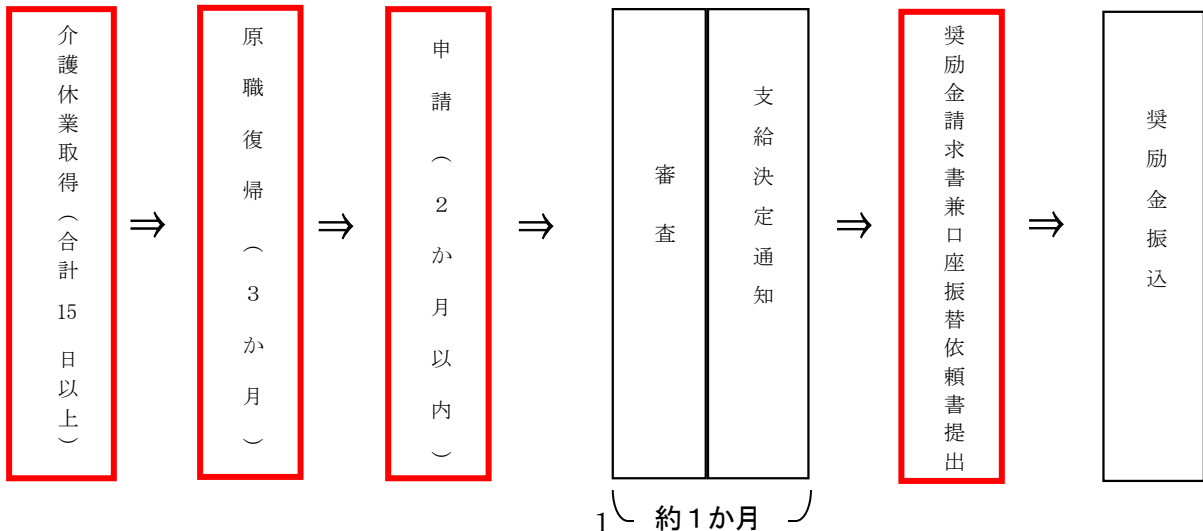 介護休業取得（合計 15 日以上）
⇒
原職復帰（３か月）
⇒
申請（２か月以内）
⇒
審査
支給決定通知
⇒
奨励金請求書兼口座振替依頼書提出
⇒
奨励金振込
約１か月
1